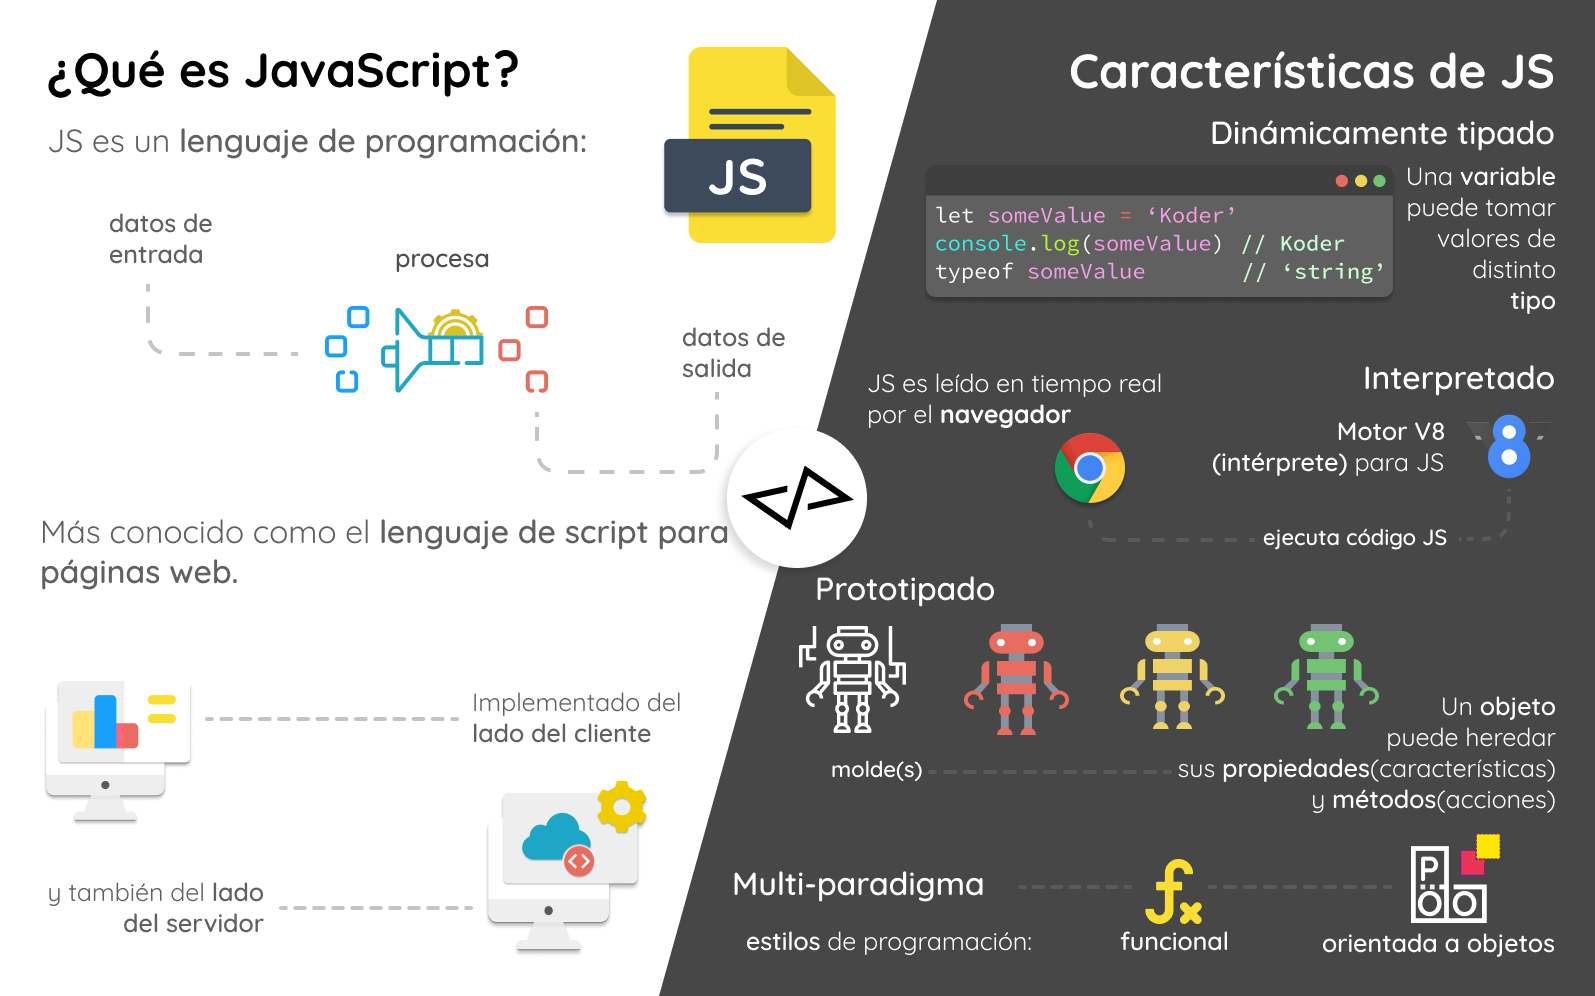 ¿Qué es JavaScript?
JS es un lenguaje de programación:
JS
datos de
entrada
procesa
datos de
salida
Más conocido como el lenguaje de script para
páginas web.
Implementado del
lado del cliente
y también del lado
del servidor
Características de JS
Dinámicamente tipado
let someValue = ‘Koder’
console.log(someValue) // Koder
typeof someValue // ‘string’
Una variable
puede tomar
valores de
distinto
tipo
Interpretado
JS es leído en tiempo real
por el navegador
Motor V8
(intérprete) para JS
8
ejecuta código JS
Prototipado
molde(s)
Un objeto
puede heredar
sus propiedades(características)
y métodos(acciones)
Multi-paradigma
estilos de programación:
fx
funcional
P
OO
orientada a objetos